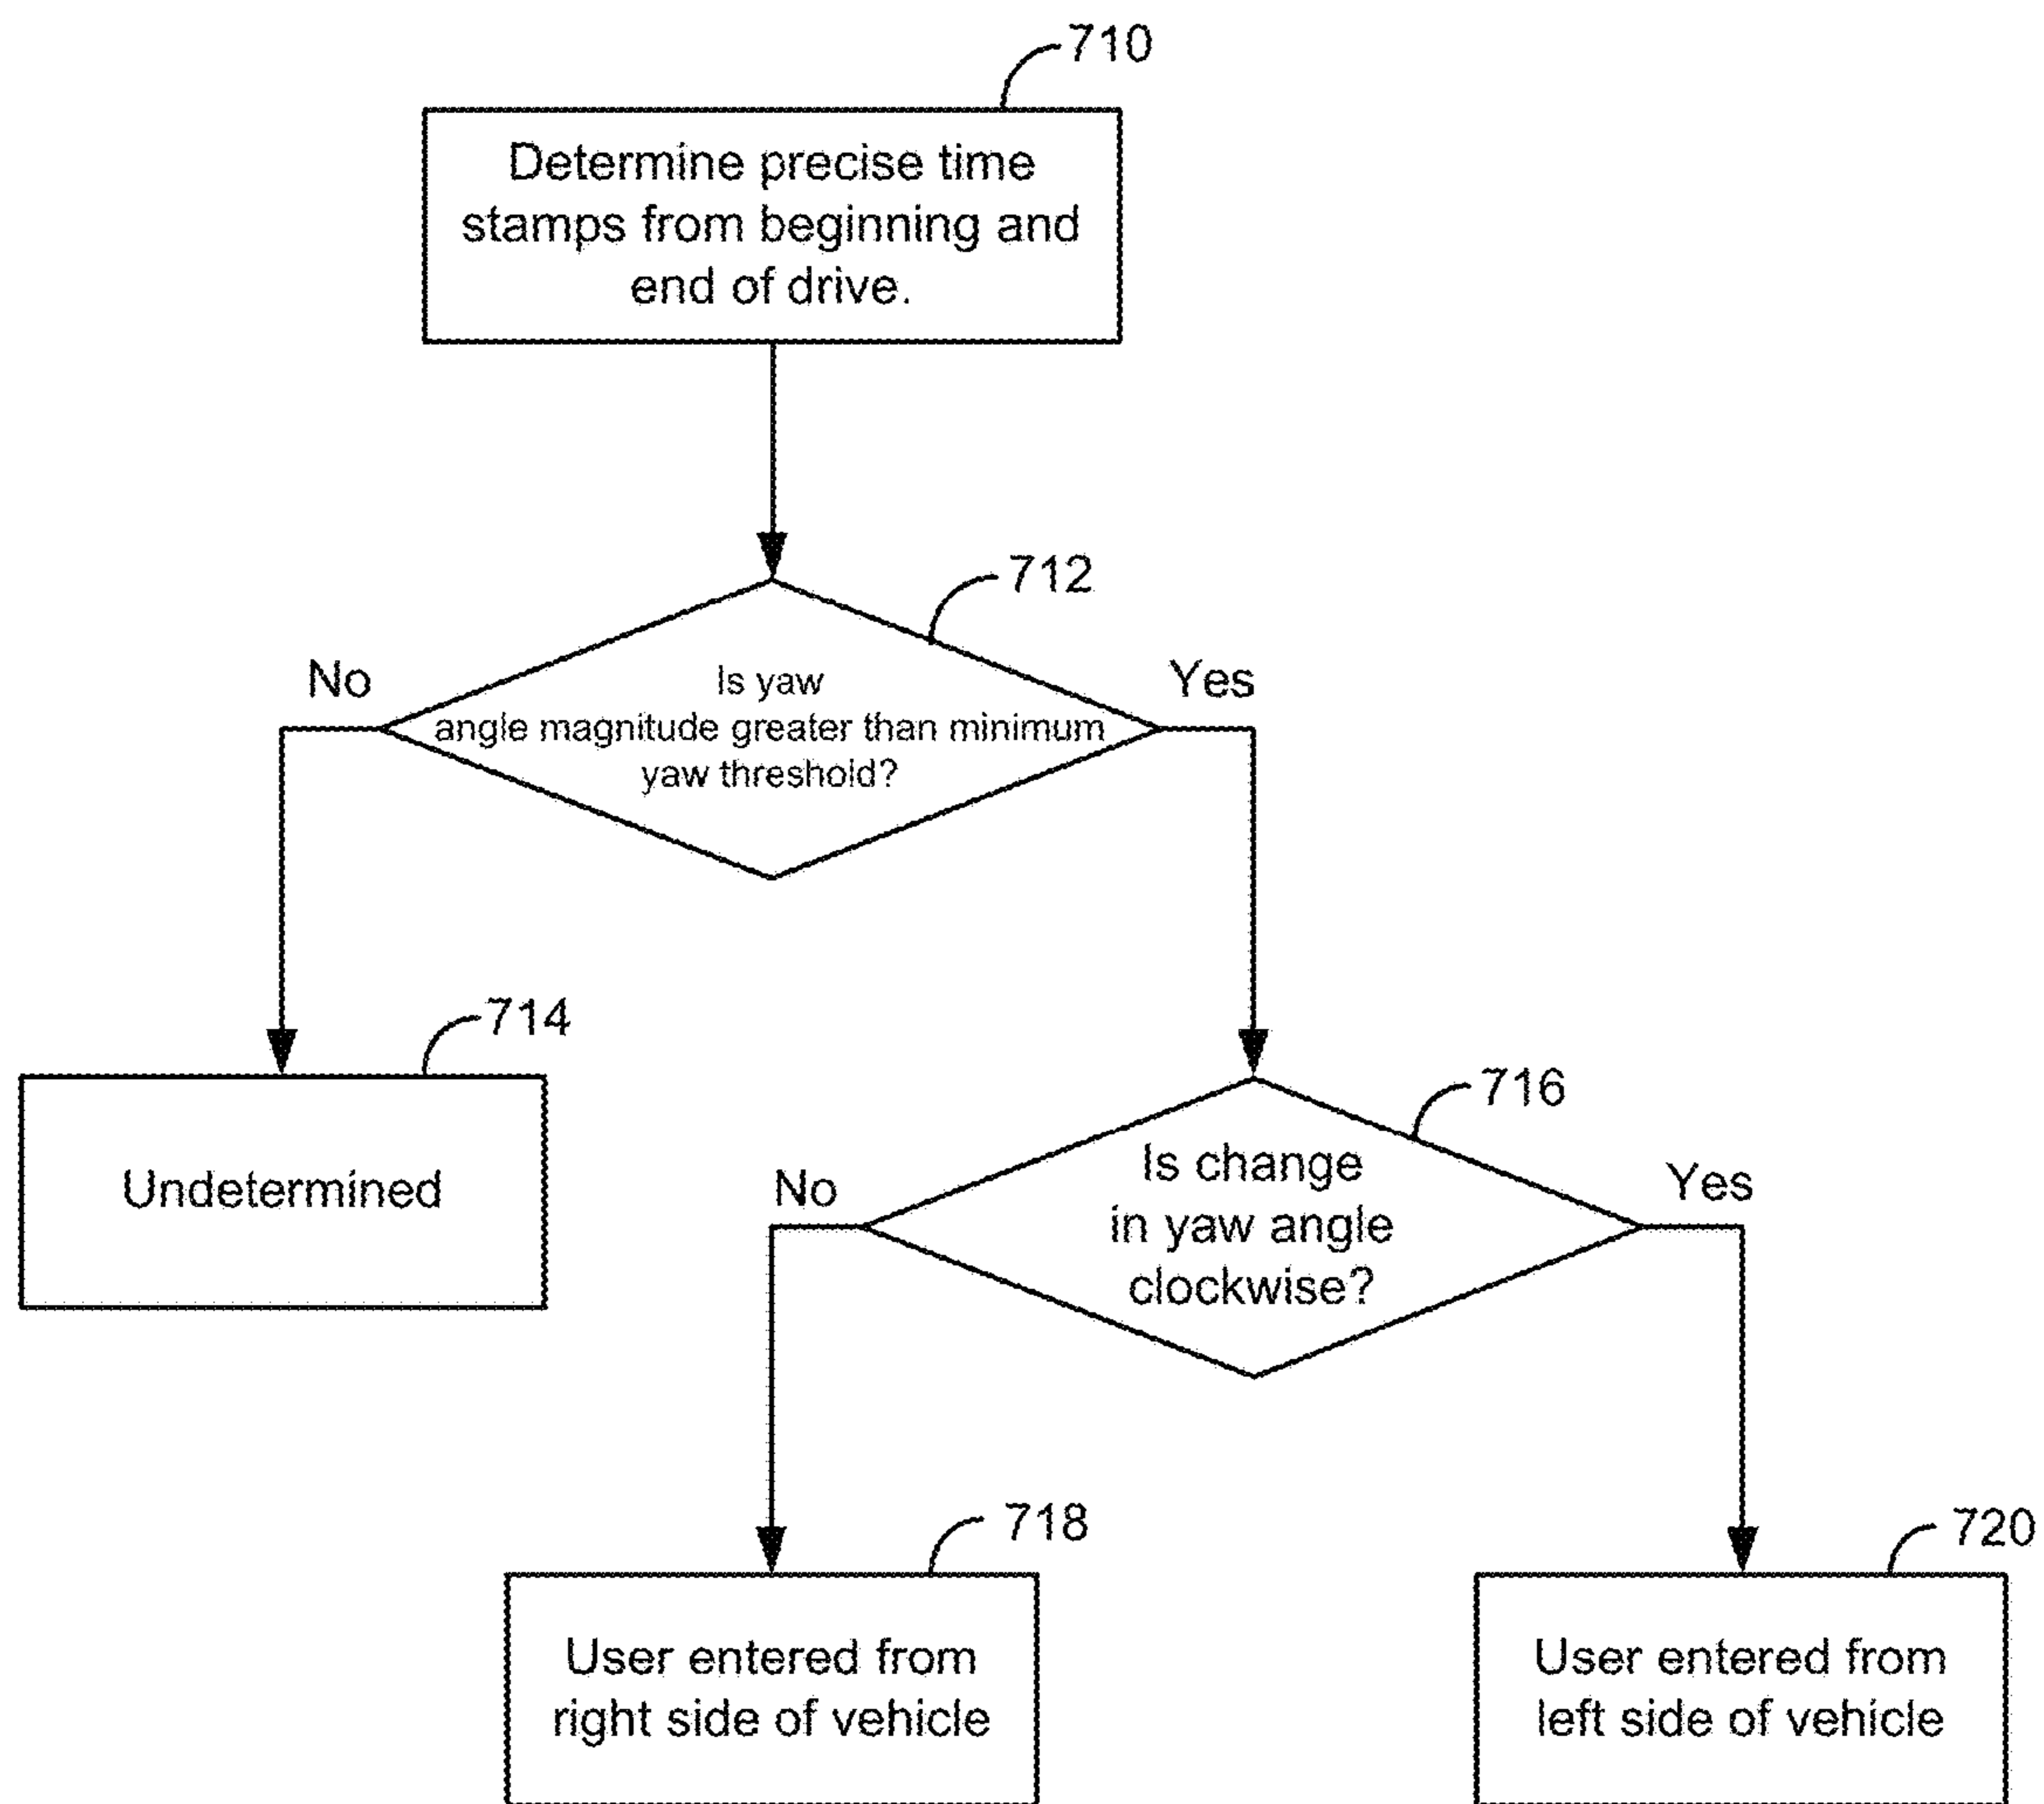 710
Determine precise time
stamps from beginning and
end of drive.
712
No
Yes
Is yaw
angle magnitude greater than minimum
yaw threshold?
714
Undetermined
716
No
Yes
Is change
in yaw angle
clockwise?
718
User entered from
right side of vehicle
720
User entered from
left side of vehicle